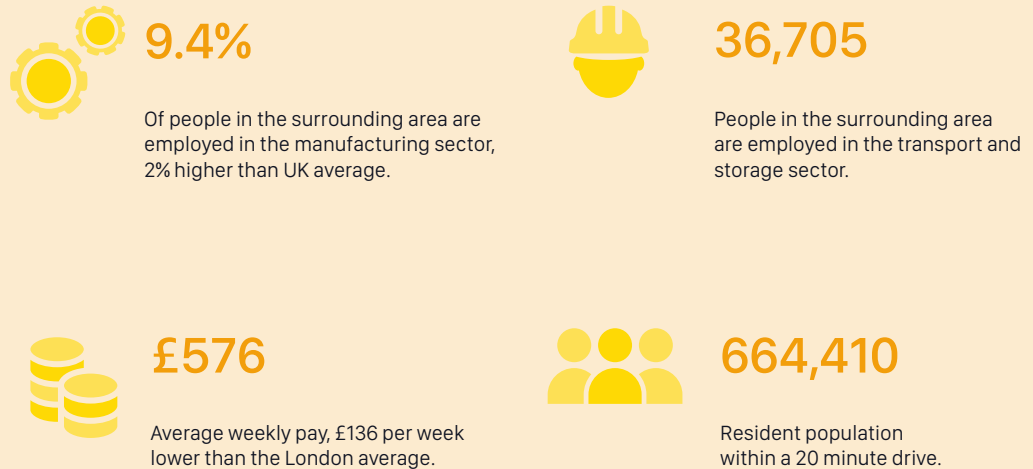 9.4%
Of people in the surrounding area are
employed in the manufacturing sector,
2% higher than UK average.
36,705
People in the surrounding area
are employed in the transport and
storage sector.
£576
Average weekly pay, £136 per week
lower than the London average.
664,410
Resident population
within a 20 minute drive.